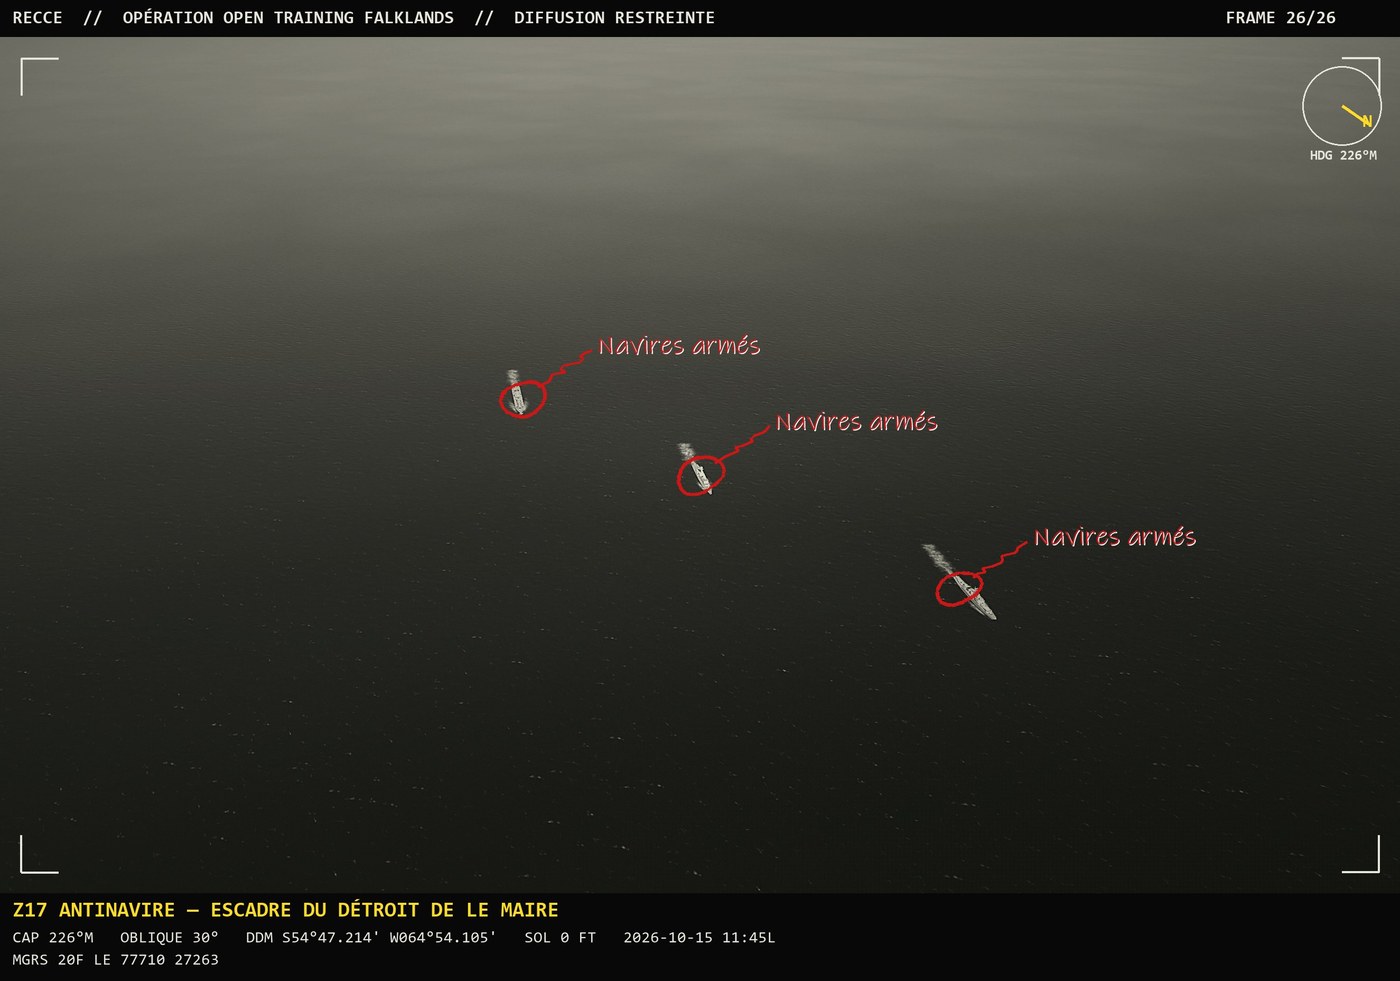 RECCE // OPÉRATION OPEN TRAINING FALKLANDS // DIFFUSION RESTREINTE FRAME 26/26
N
HDG 226°M
Navires armés
Navires armés
Navires armés
Z17 ANTINAVIRE — ESCADRE DU DÉTROIT DE LE MAIRE
CAP 226°M OBLIQUE 30° DDM S54°47.214' W064°54.105' SOL 0 FT 2026-10-15 11:45L
MGRS 20F LE 77710 27263